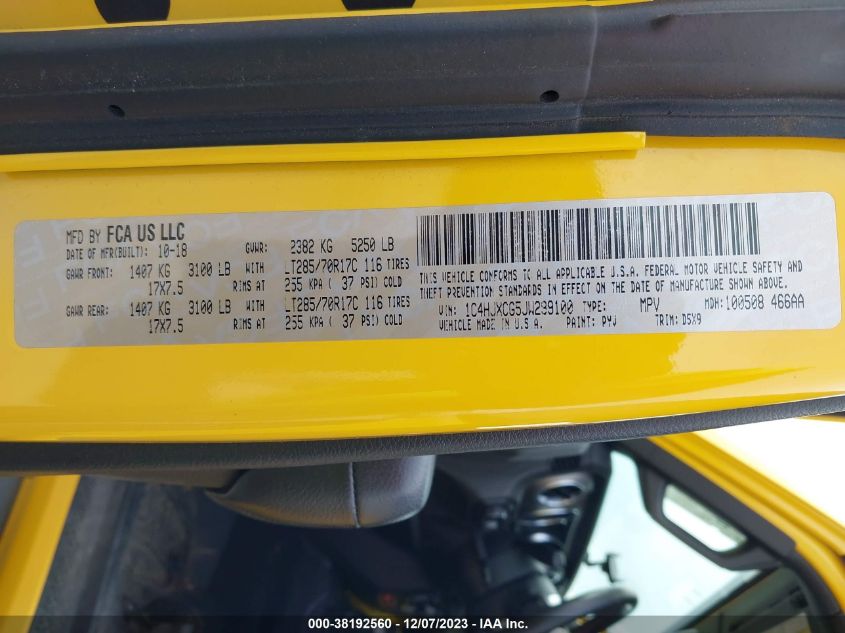 MFD BY FCA US LLC
DATE OF MFR(BUILT): 10-18 GVWR: 2382 KG 5250 LB
GAWR FRONT: 1407 KG 3100 LB WITH LT285/70R17C 116 TIRES
17X7.5 RIMS AT 255 KPA ( 37 PSI) COLD
GAWR REAR: 1407 KG 3100 LB WITH LT285/70R17C 116 TIRES
17X7.5 RIMS AT 255 KPA ( 37 PSI) COLD
THIS VEHICLE CONFORMS TO ALL APPLICABLE U.S.A. FEDERAL MOTOR VEHICLE SAFETY AND
THEFT PREVENTION STANDARDS IN EFFECT ON THE DATE OF MANUFACTURE SHOWN ABOVE.
VIN: 1C4HJXCG5JW299100 TYPE: MPV MDH: 100508 466AA
VEHICLE MADE IN U.S.A. PAINT: PYJ TRIM: D5X9
000-38192560 - 12/07/2023 - 1C4HJXCG5J